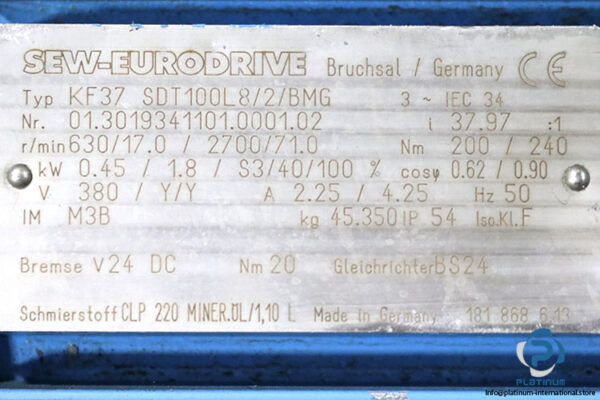 SEW-EURODRIVE Bruchsal / Germany CE
Typ KF37 SDT100L8/2/BMG 3 ~ IEC 34
Nr. 01.3019341101.0001.02 i 37.97 :1
r/min 630/17.0 / 2700/71.0 Nm 200 / 240
kW 0.45 / 1.8 / S3/40/100 % cosφ 0.62 / 0.90
V 380 / Y/Y A 2.25 / 4.25 Hz 50
IM M3B kg 45.350 IP 54 Iso.Kl. F
Bremse V24 DC Nm 20 Gleichrichter BS24
Schmierstoff CLP 220 MINER.ÖL/1,10 L Made in Germany 181 868 6.13
PLATINUM
INTERNATIONAL
info@platinum-international.store